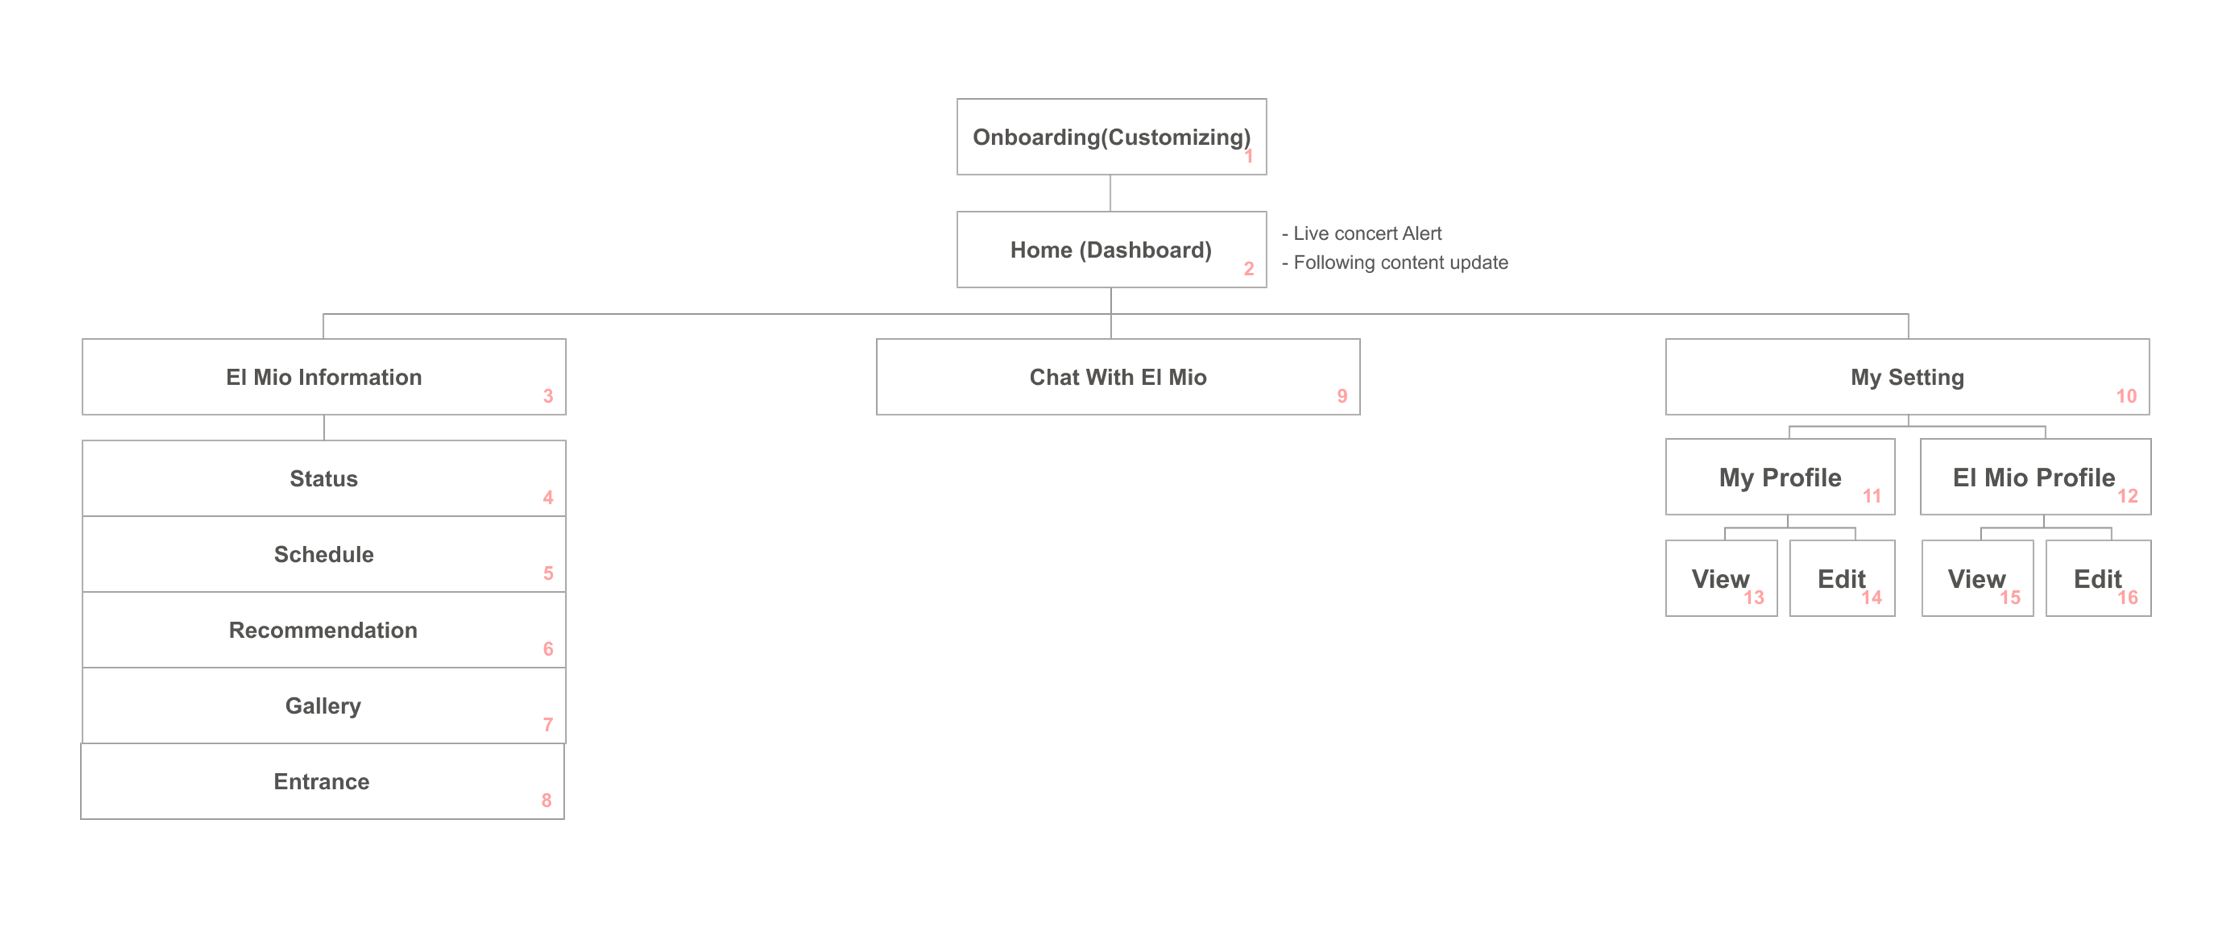 Onboarding(Customizing)
1
Home (Dashboard)
2
- Live concert Alert
- Following content update
El Mio Information
3
Status
4
Schedule
5
Recommendation
6
Gallery
7
Entrance
8
Chat With El Mio
9
My Setting
10
My Profile
11
El Mio Profile
12
View
13
Edit
14
View
15
Edit
16